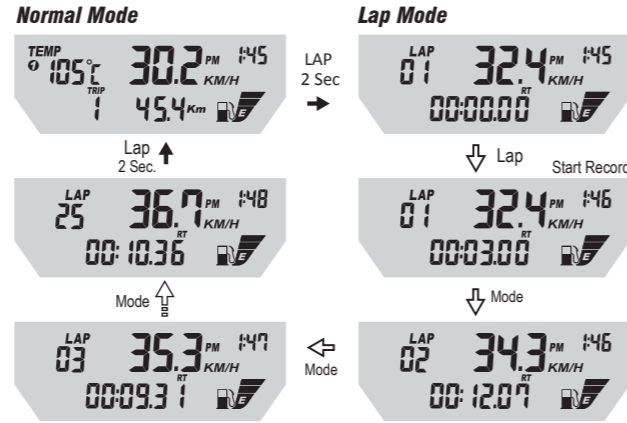 Normal Mode
Lap Mode
TEMP
105℃ 30.2 PM 1:45
KM/H
TRIP
1 45.4 Km E
LAP
2 Sec
LAP
01 32.4 PM 1:45
KM/H
RT
00:00.00 E
Lap
2 Sec.
Lap
Start Record
LAP
25 36.7 PM 1:48
KM/H
RT
00:10.36 E
LAP
01 32.4 PM 1:46
KM/H
RT
00:03.00 E
Mode
Mode
LAP
03 35.3 PM 1:47
KM/H
RT
00:09.31 E
Mode
LAP
02 34.3 PM 1:46
KM/H
RT
00:12.07 E